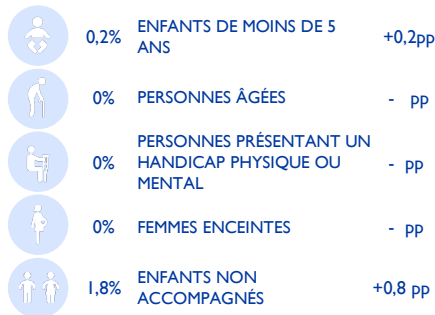 0,2% ENFANTS DE MOINS DE 5 ANS +0,2pp
0% PERSONNES ÂGÉES - pp
0% PERSONNES PRÉSENTANT UN HANDICAP PHYSIQUE OU MENTAL - pp
0% FEMMES ENCEINTES - pp
1,8% ENFANTS NON ACCOMPAGNÉS +0,8 pp